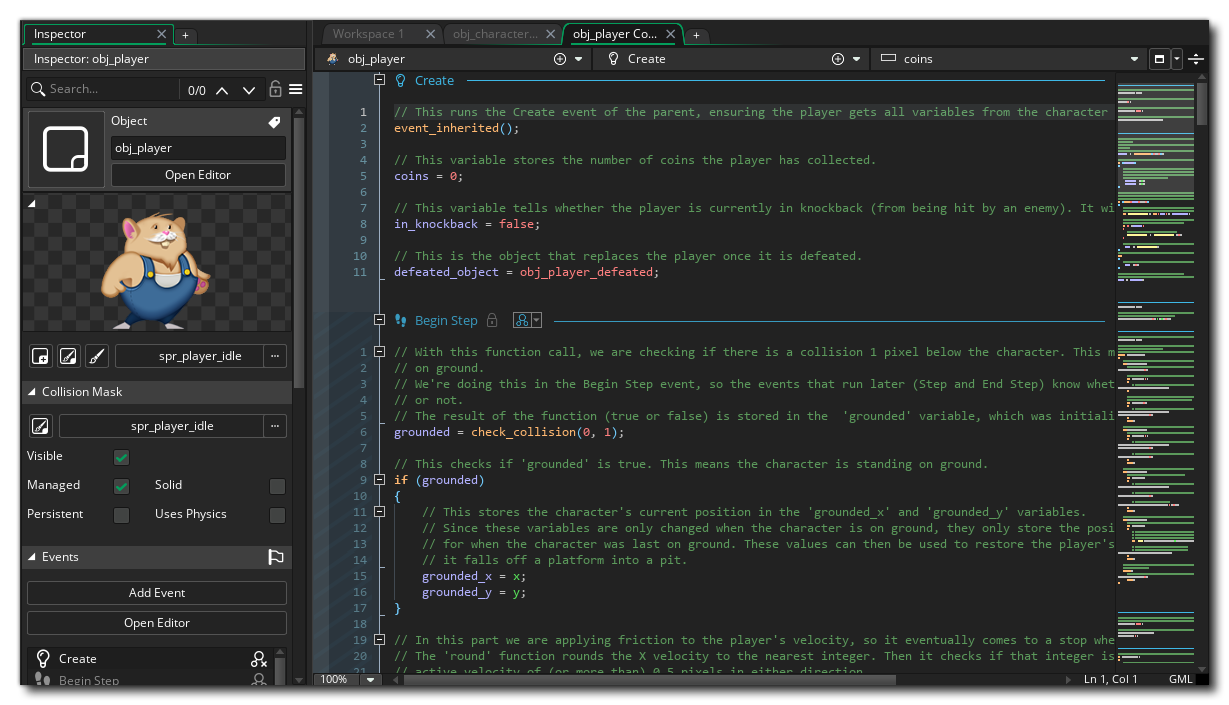 Inspector
Inspector: obj_player
Search...
0/0
Object
obj_player
Open Editor
spr_player_idle
...
Collision Mask
spr_player_idle
...
Visible
Managed
Solid
Persistent
Uses Physics
Events
Add Event
Open Editor
Create
Begin Step
Workspace 1
obj_character...
obj_player Co...
+
obj_player
Create
coins
Create
1 // This runs the Create event of the parent, ensuring the player gets all variables from the character
2 event_inherited();
3
4 // This variable stores the number of coins the player has collected.
5 coins = 0;
6
7 // This variable tells whether the player is currently in knockback (from being hit by an enemy). It wi
8 in_knockback = false;
9
10 // This is the object that replaces the player once it is defeated.
11 defeated_object = obj_player_defeated;
Begin Step
1 // With this function call, we are checking if there is a collision 1 pixel below the character. This m
2 // on ground.
3 // We're doing this in the Begin Step event, so the events that run later (Step and End Step) know whet
4 // or not.
5 // The result of the function (true or false) is stored in the  'grounded' variable, which was initiali
6 grounded = check_collision(0, 1);
7
8 // This checks if 'grounded' is true. This means the character is standing on ground.
9 if (grounded)
10 {
11 // This stores the character's current position in the 'grounded_x' and 'grounded_y' variables.
12 // Since these variables are only changed when the character is on ground, they only store the posi
13 // for when the character was last on ground. These values can then be used to restore the player's
14 // it falls off a platform into a pit.
15 grounded_x = x;
16 grounded_y = y;
17 }
18
19 // In this part we are applying friction to the player's velocity, so it eventually comes to a stop whe
20 // The 'round' function rounds the X velocity to the nearest integer. Then it checks if that integer is
21 // active velocity of (or more than) 0.5 pixels in either direction.
100%
Ln 1, Col 1
GML